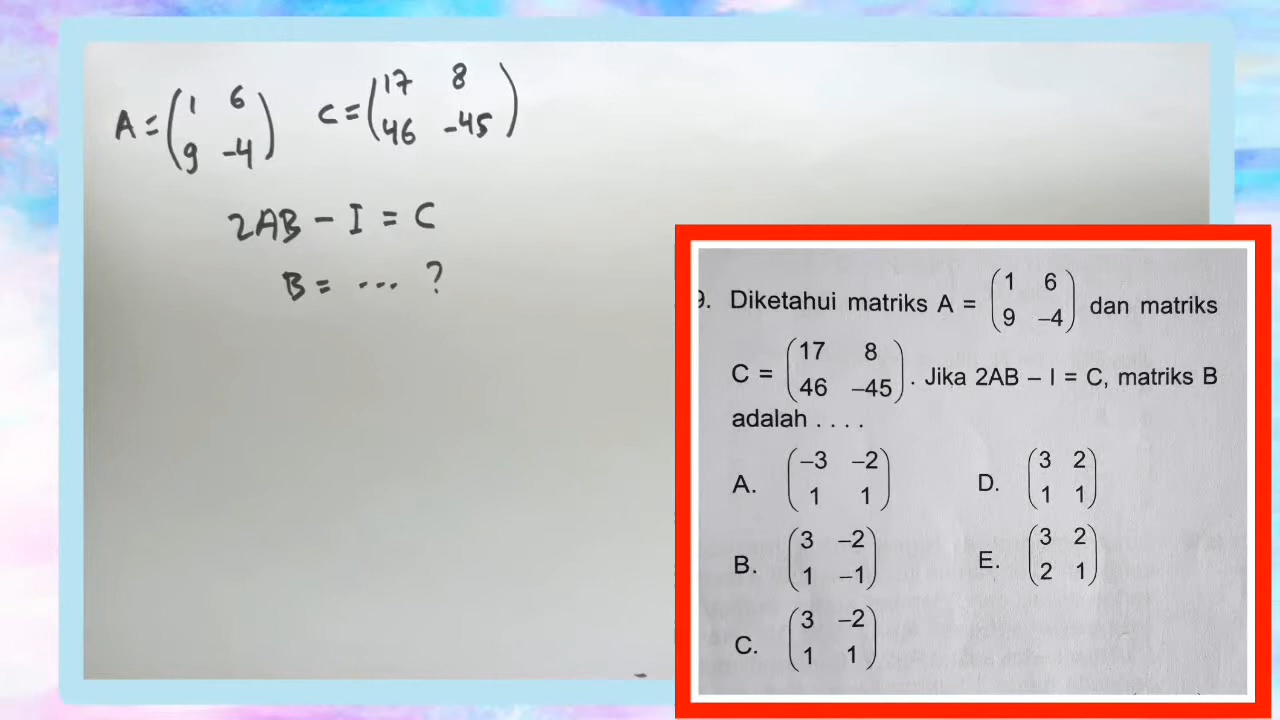 A = (1 6
9 -4) C = (17 8
46 -45)
2AB - I = C
B = ... ?
9. Diketahui matriks A = (1 6
9 –4) dan matriks
C = (17 8
46 –45). Jika 2AB – I = C, matriks B
adalah . . . .
A. (–3 –2
1 1)
B. (3 –2
1 –1)
C. (3 –2
1 1)
D. (3 2
1 1)
E. (3 2
2 1)